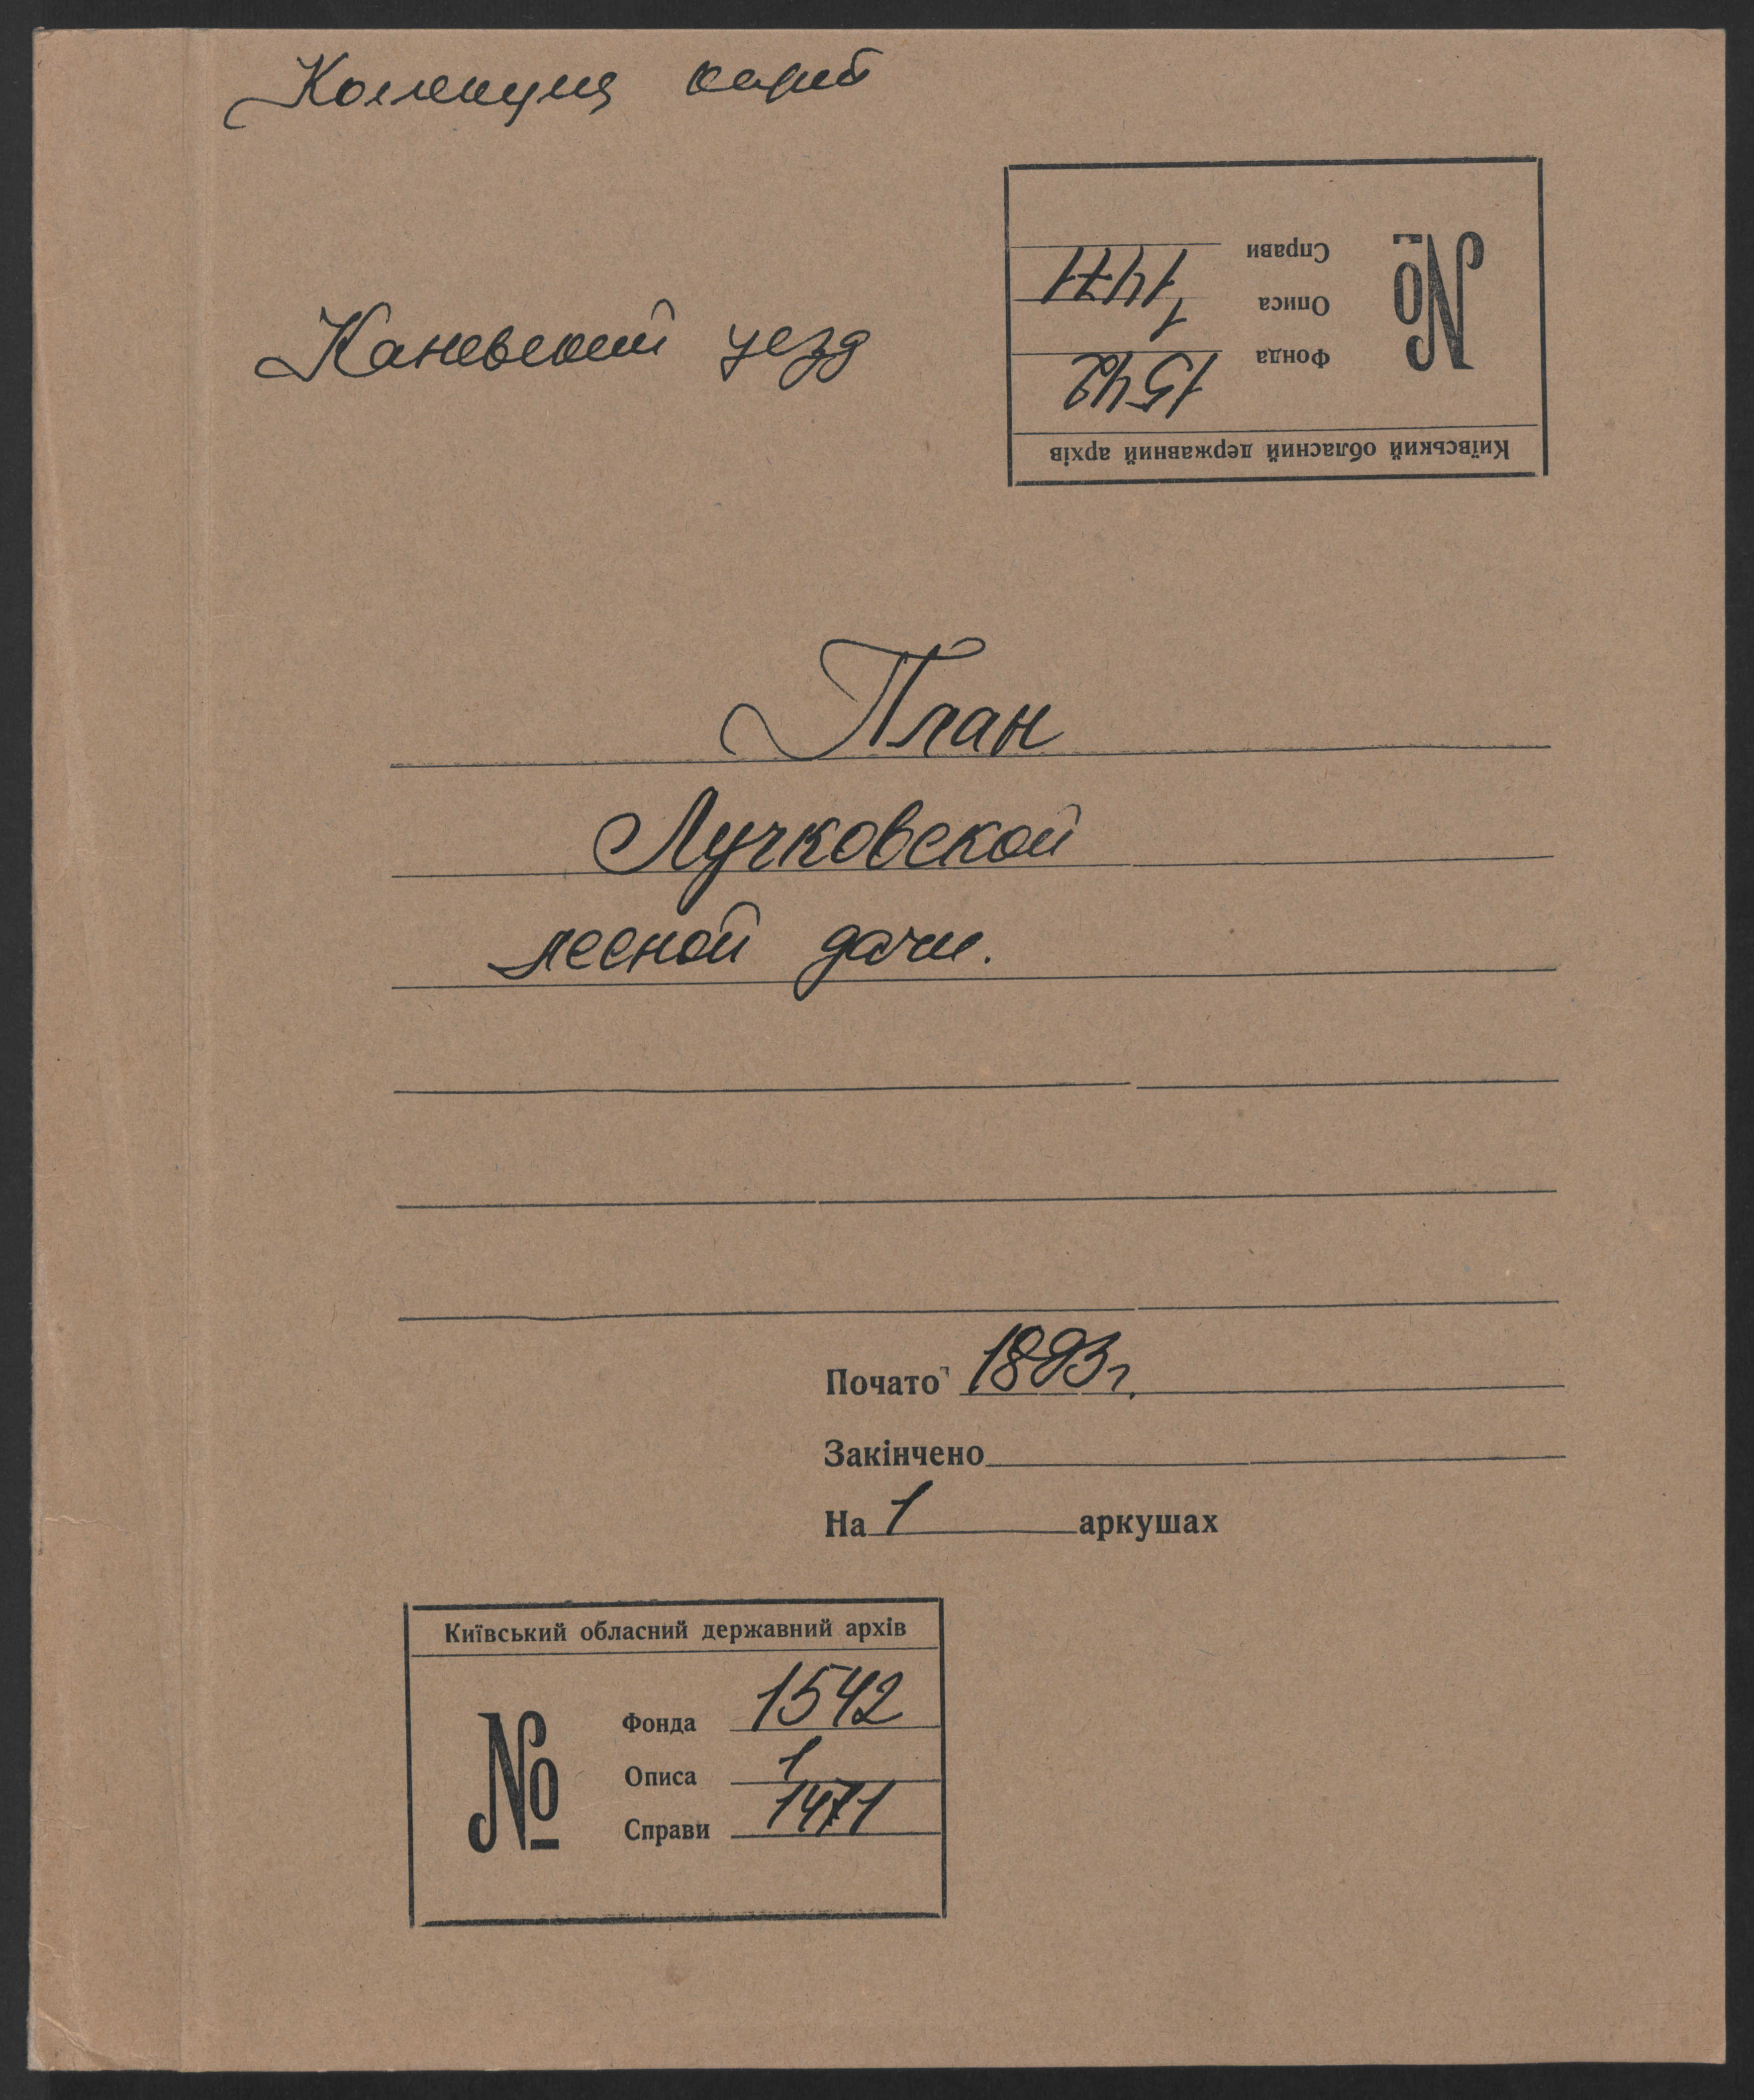 Коллекция карт
Каневский уезд
Київський обласний державний архів
№
Фонда 1542
Описа 1
Справи 1471
План
Лучковской
лесной дачи.
Почато 1893г.
Закінчено
На 1 аркушах
Київський обласний державний архів
№
Фонда 1542
Описа 1
Справи 1471